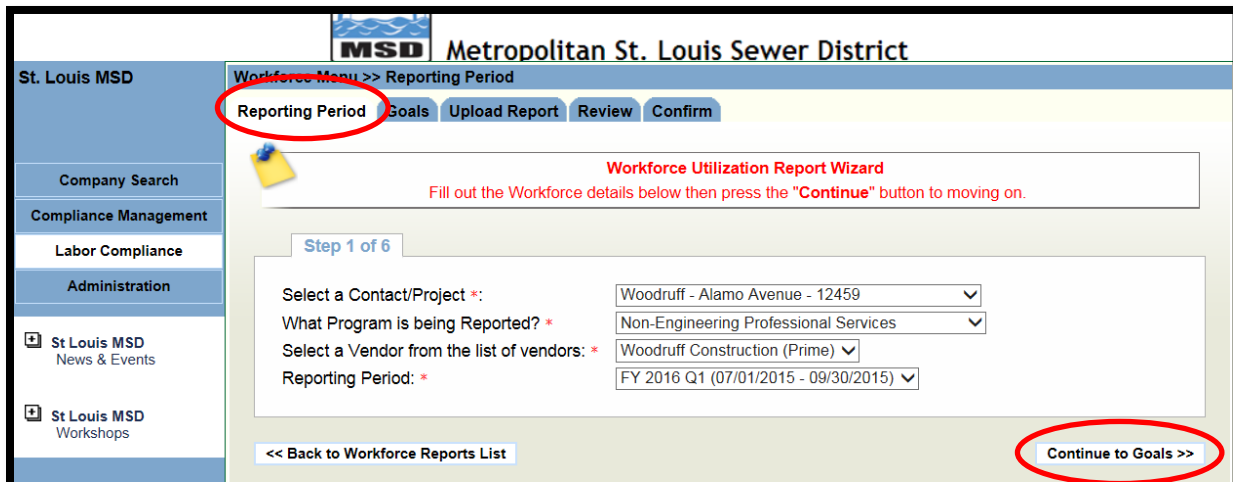 MSD Metropolitan St. Louis Sewer District
St. Louis MSD
Workforce Menu >> Reporting Period
Reporting Period Goals Upload Report Review Confirm
Workforce Utilization Report Wizard
Fill out the Workforce details below then press the "Continue" button to moving on.
Company Search
Compliance Management
Labor Compliance
Administration
St Louis MSD
News & Events
St Louis MSD
Workshops
Step 1 of 6
Select a Contact/Project *: Woodruff - Alamo Avenue - 12459
What Program is being Reported? * Non-Engineering Professional Services
Select a Vendor from the list of vendors: * Woodruff Construction (Prime)
Reporting Period: * FY 2016 Q1 (07/01/2015 - 09/30/2015)
<< Back to Workforce Reports List
Continue to Goals >>